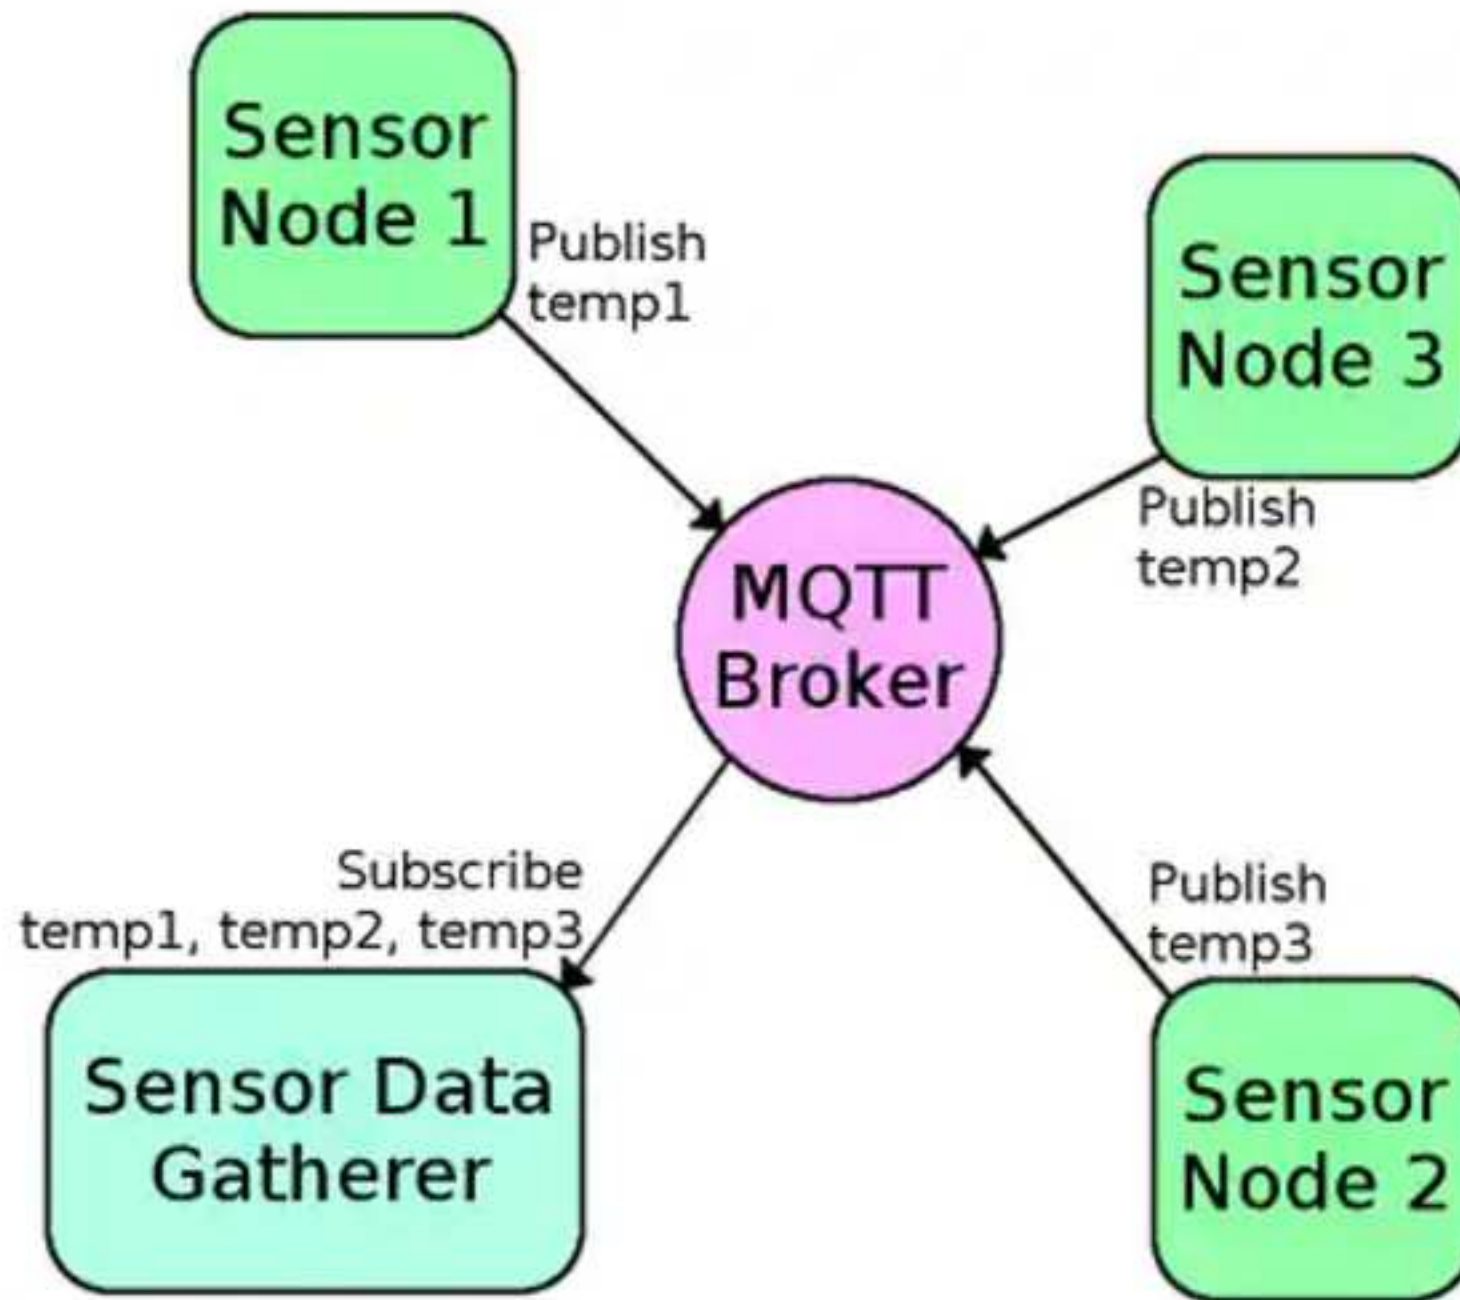 Sensor
Node 1
Publish
temp1
Sensor
Node 3
Publish
temp2
MQTT
Broker
Subscribe
temp1, temp2, temp3
Publish
temp3
Sensor Data
Gatherer
Sensor
Node 2